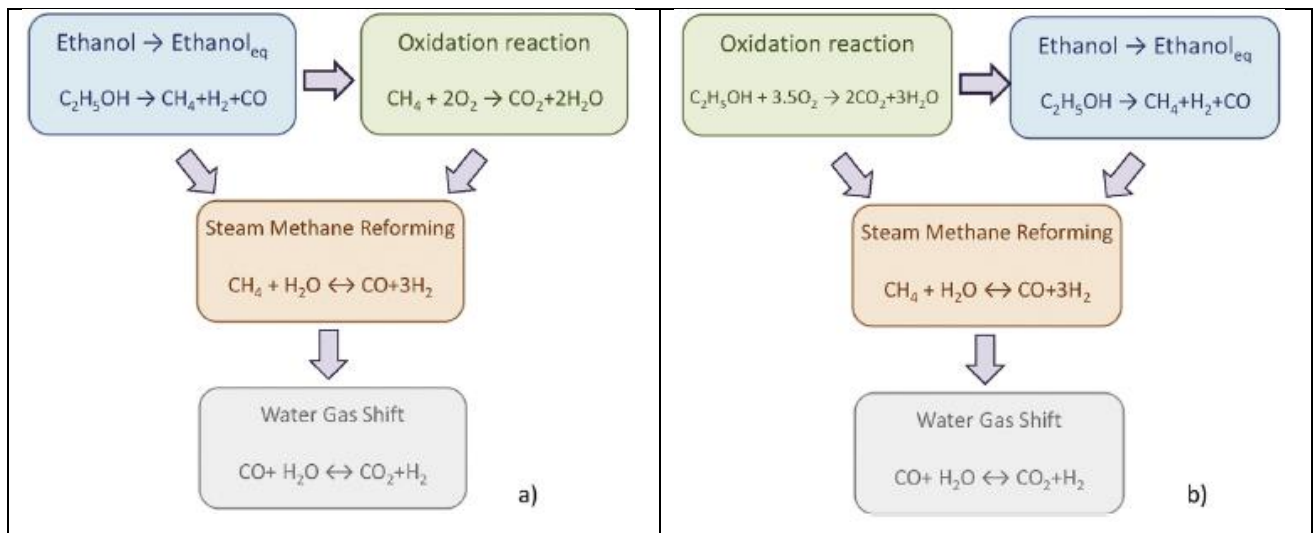 Ethanol → Ethanol_eq
C₂H₅OH → CH₄+H₂+CO
Oxidation reaction
CH₄ + 2O₂ → CO₂+2H₂O
Steam Methane Reforming
CH₄ + H₂O ↔ CO+3H₂
Water Gas Shift
CO+ H₂O ↔ CO₂+H₂
a)
Oxidation reaction
C₂H₅OH + 3.5O₂ → 2CO₂+3H₂O
Ethanol → Ethanol_eq
C₂H₅OH → CH₄+H₂+CO
Steam Methane Reforming
CH₄ + H₂O ↔ CO+3H₂
Water Gas Shift
CO+ H₂O ↔ CO₂+H₂
b)